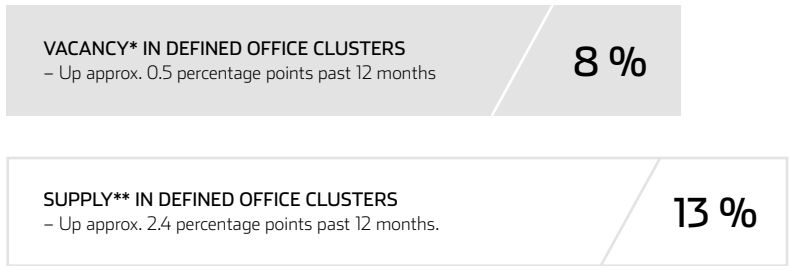 VACANCY* IN DEFINED OFFICE CLUSTERS
– Up approx. 0.5 percentage points past 12 months
8 %
SUPPLY** IN DEFINED OFFICE CLUSTERS
– Up approx. 2.4 percentage points past 12 months.
13 %